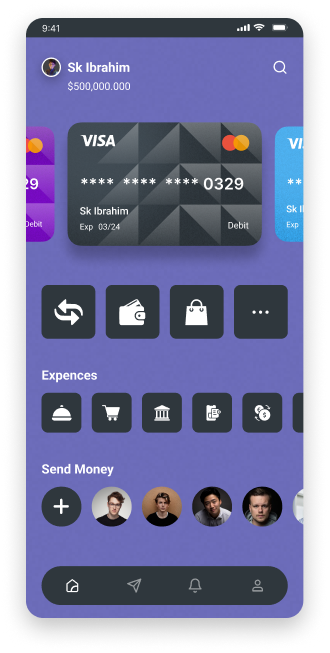 9:41
Sk Ibrahim
$500,000.000
29
Debit
VISA
**** **** **** 0329
Sk Ibrahim
Exp 03/24
Debit
VIS
**
Sk I
Exp
Expences
Send Money